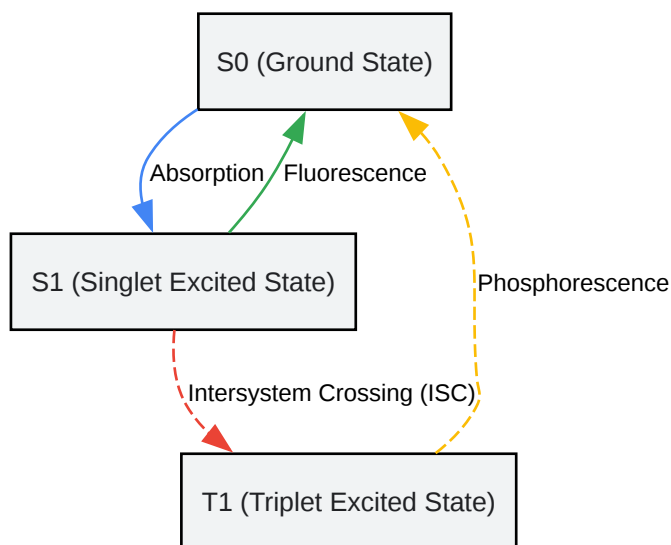 S0 (Ground State)
Absorption
Fluorescence
S1 (Singlet Excited State)
Phosphorescence
Intersystem Crossing (ISC)
T1 (Triplet Excited State)